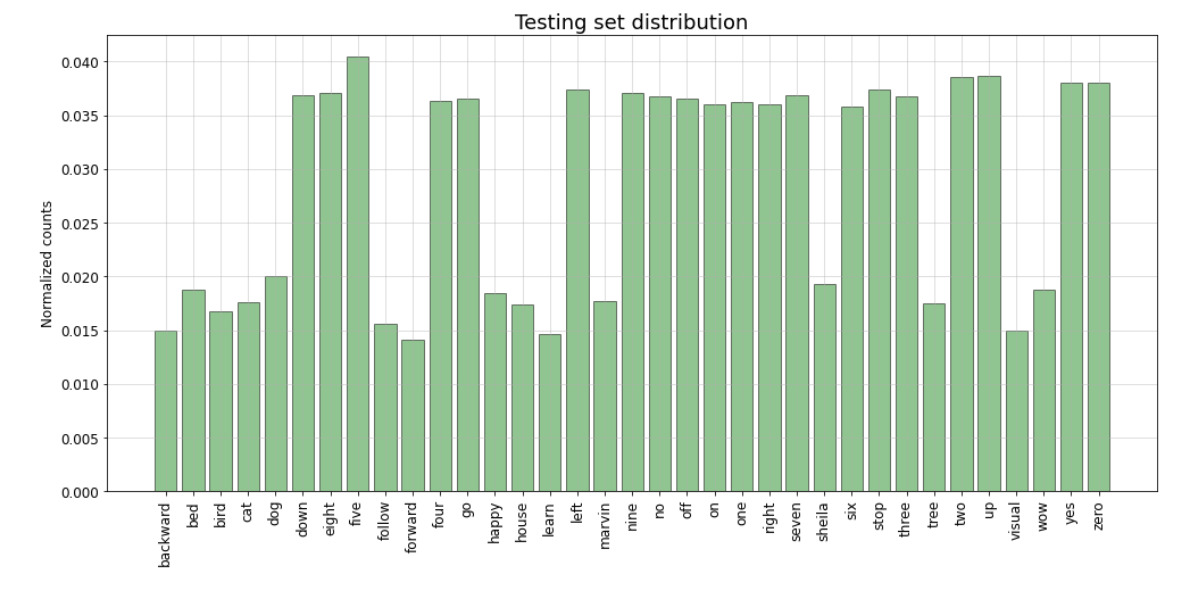 Testing set distribution
Normalized counts
0.040
0.035
0.030
0.025
0.020
0.015
0.010
0.005
0.000
backward
bed
bird
cat
dog
down
eight
five
follow
forward
four
go
happy
house
learn
left
marvin
nine
no
off
on
one
right
seven
sheila
six
stop
three
tree
two
up
visual
wow
yes
zero